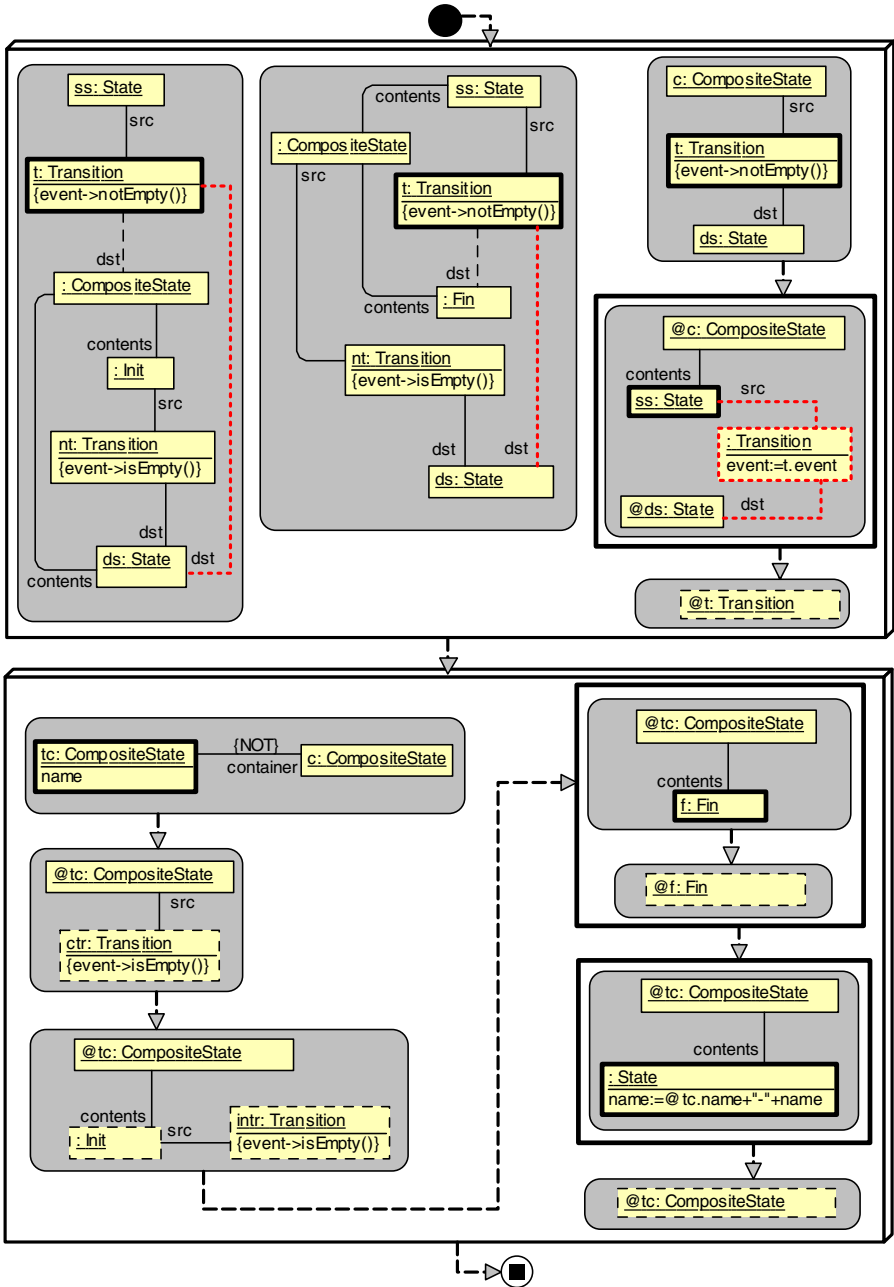 ss: State
src
t: Transition
{event->notEmpty()}
dst
: CompositeState
contents
: Init
src
nt: Transition
{event->isEmpty()}
dst
ds: State
dst
contents
contents
ss: State
src
: CompositeState
src
t: Transition
{event->notEmpty()}
dst
: Fin
contents
nt: Transition
{event->isEmpty()}
dst
dst
ds: State
c: CompositeState
src
t: Transition
{event->notEmpty()}
dst
ds: State
@c: CompositeState
contents
src
ss: State
: Transition
event:=t.event
@ds: State
dst
@t: Transition
tc: CompositeState
name
{NOT}
container
c: CompositeState
@tc: CompositeState
src
ctr: Transition
{event->isEmpty()}
@tc: CompositeState
contents
: Init
src
intr: Transition
{event->isEmpty()}
@tc: CompositeState
contents
f: Fin
@f: Fin
@tc: CompositeState
contents
: State
name:=@tc.name+"-"+name
@tc: CompositeState